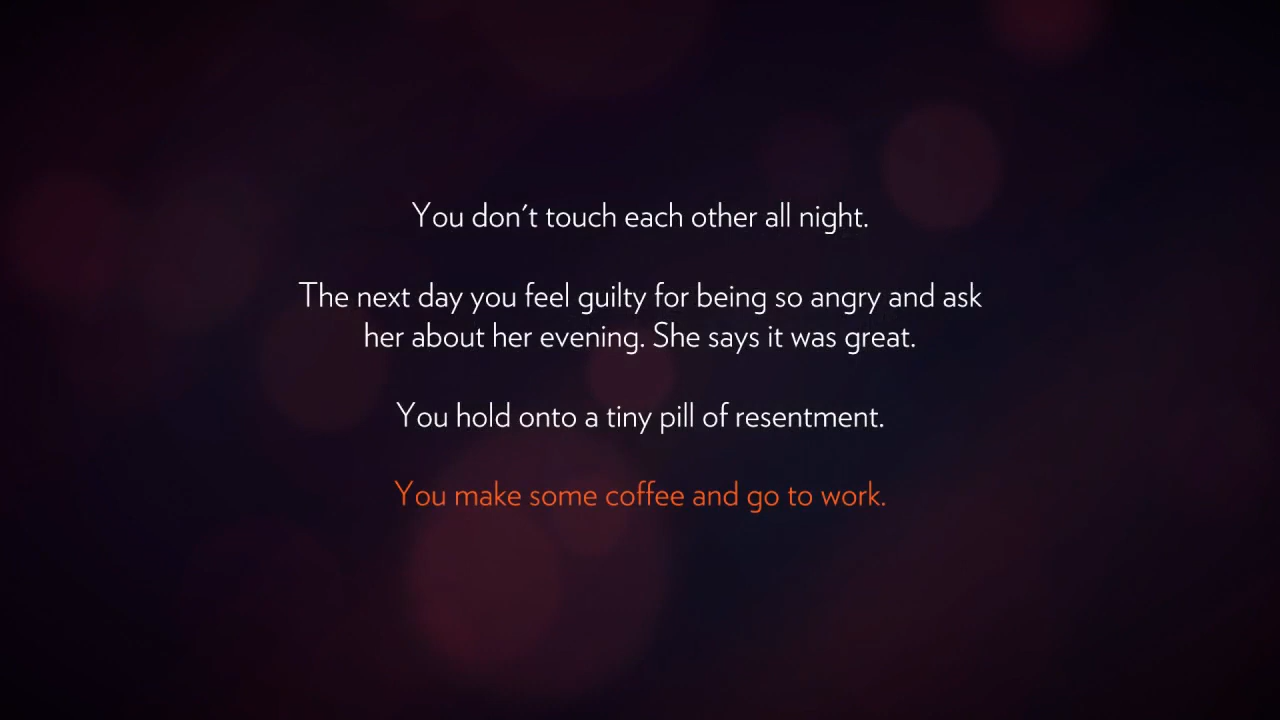 You don't touch each other all night.
The next day you feel guilty for being so angry and ask
her about her evening. She says it was great.
You hold onto a tiny pill of resentment.
You make some coffee and go to work.